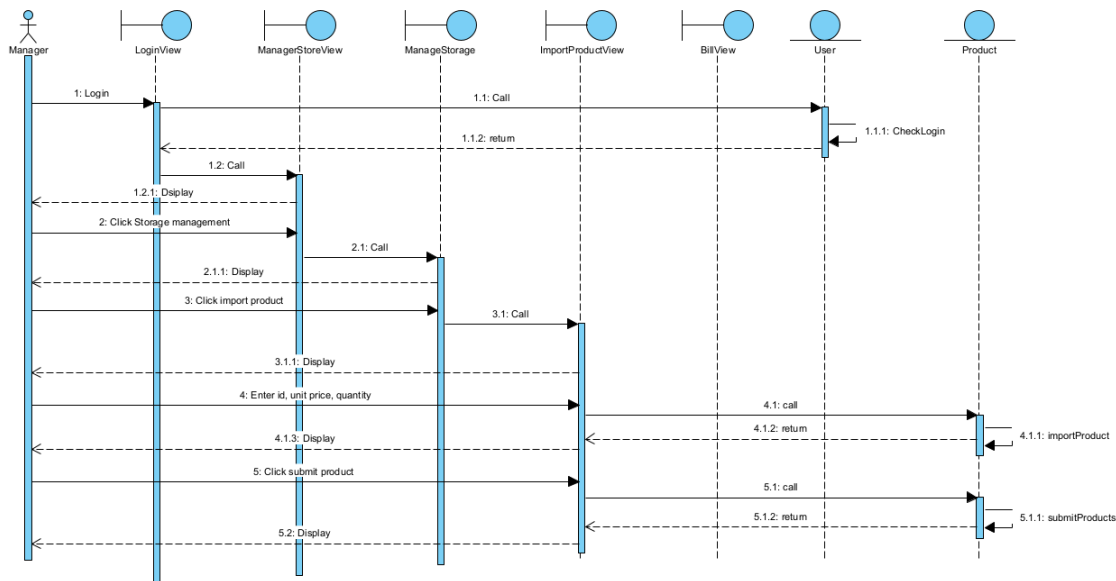 Manager
LoginView
ManagerStoreView
ManageStorage
ImportProductView
BillView
User
Product
1: Login
1.1: Call
1.1.1: CheckLogin
1.1.2: return
1.2: Call
1.2.1: Dsiplay
2: Click Storage management
2.1: Call
2.1.1: Display
3: Click import product
3.1: Call
3.1.1: Display
4: Enter id, unit price, quantity
4.1: call
4.1.2: return
4.1.1: importProduct
4.1.3: Display
5: Click submit product
5.1: call
5.1.2: return
5.1.1: submitProducts
5.2: Display